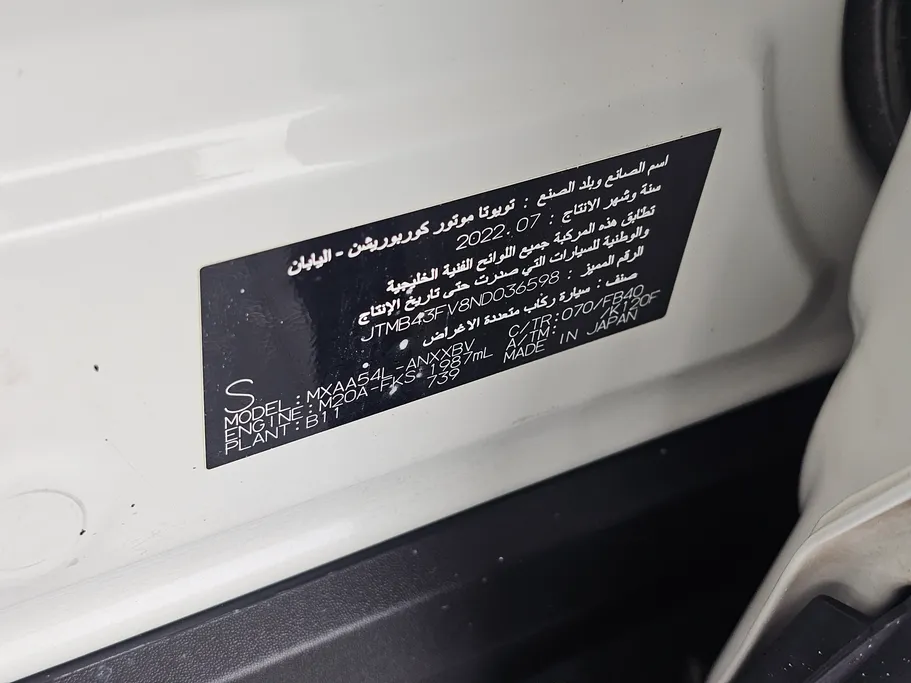 اسم الصانع وبلد الصنع : تويوتا موتور كوربوريشن - اليابان
سنة وشهر الانتاج : 2022.07
تطابق هذه المركبة جميع اللوائح الفنية الخليجية
والوطنية للسيارات التي صدرت حتى تاريخ الإنتاج
الرقم المميز : JTMB43FV8ND036598
صنف : سيارة ركاب متعددة الاغراض
S
MODEL : MXAA54L-ANXXBV C/TR: 070/FB40
ENGINE: M20A-FKS 1987mL A/TM: /K120F
PLANT: B11 739 MADE IN JAPAN